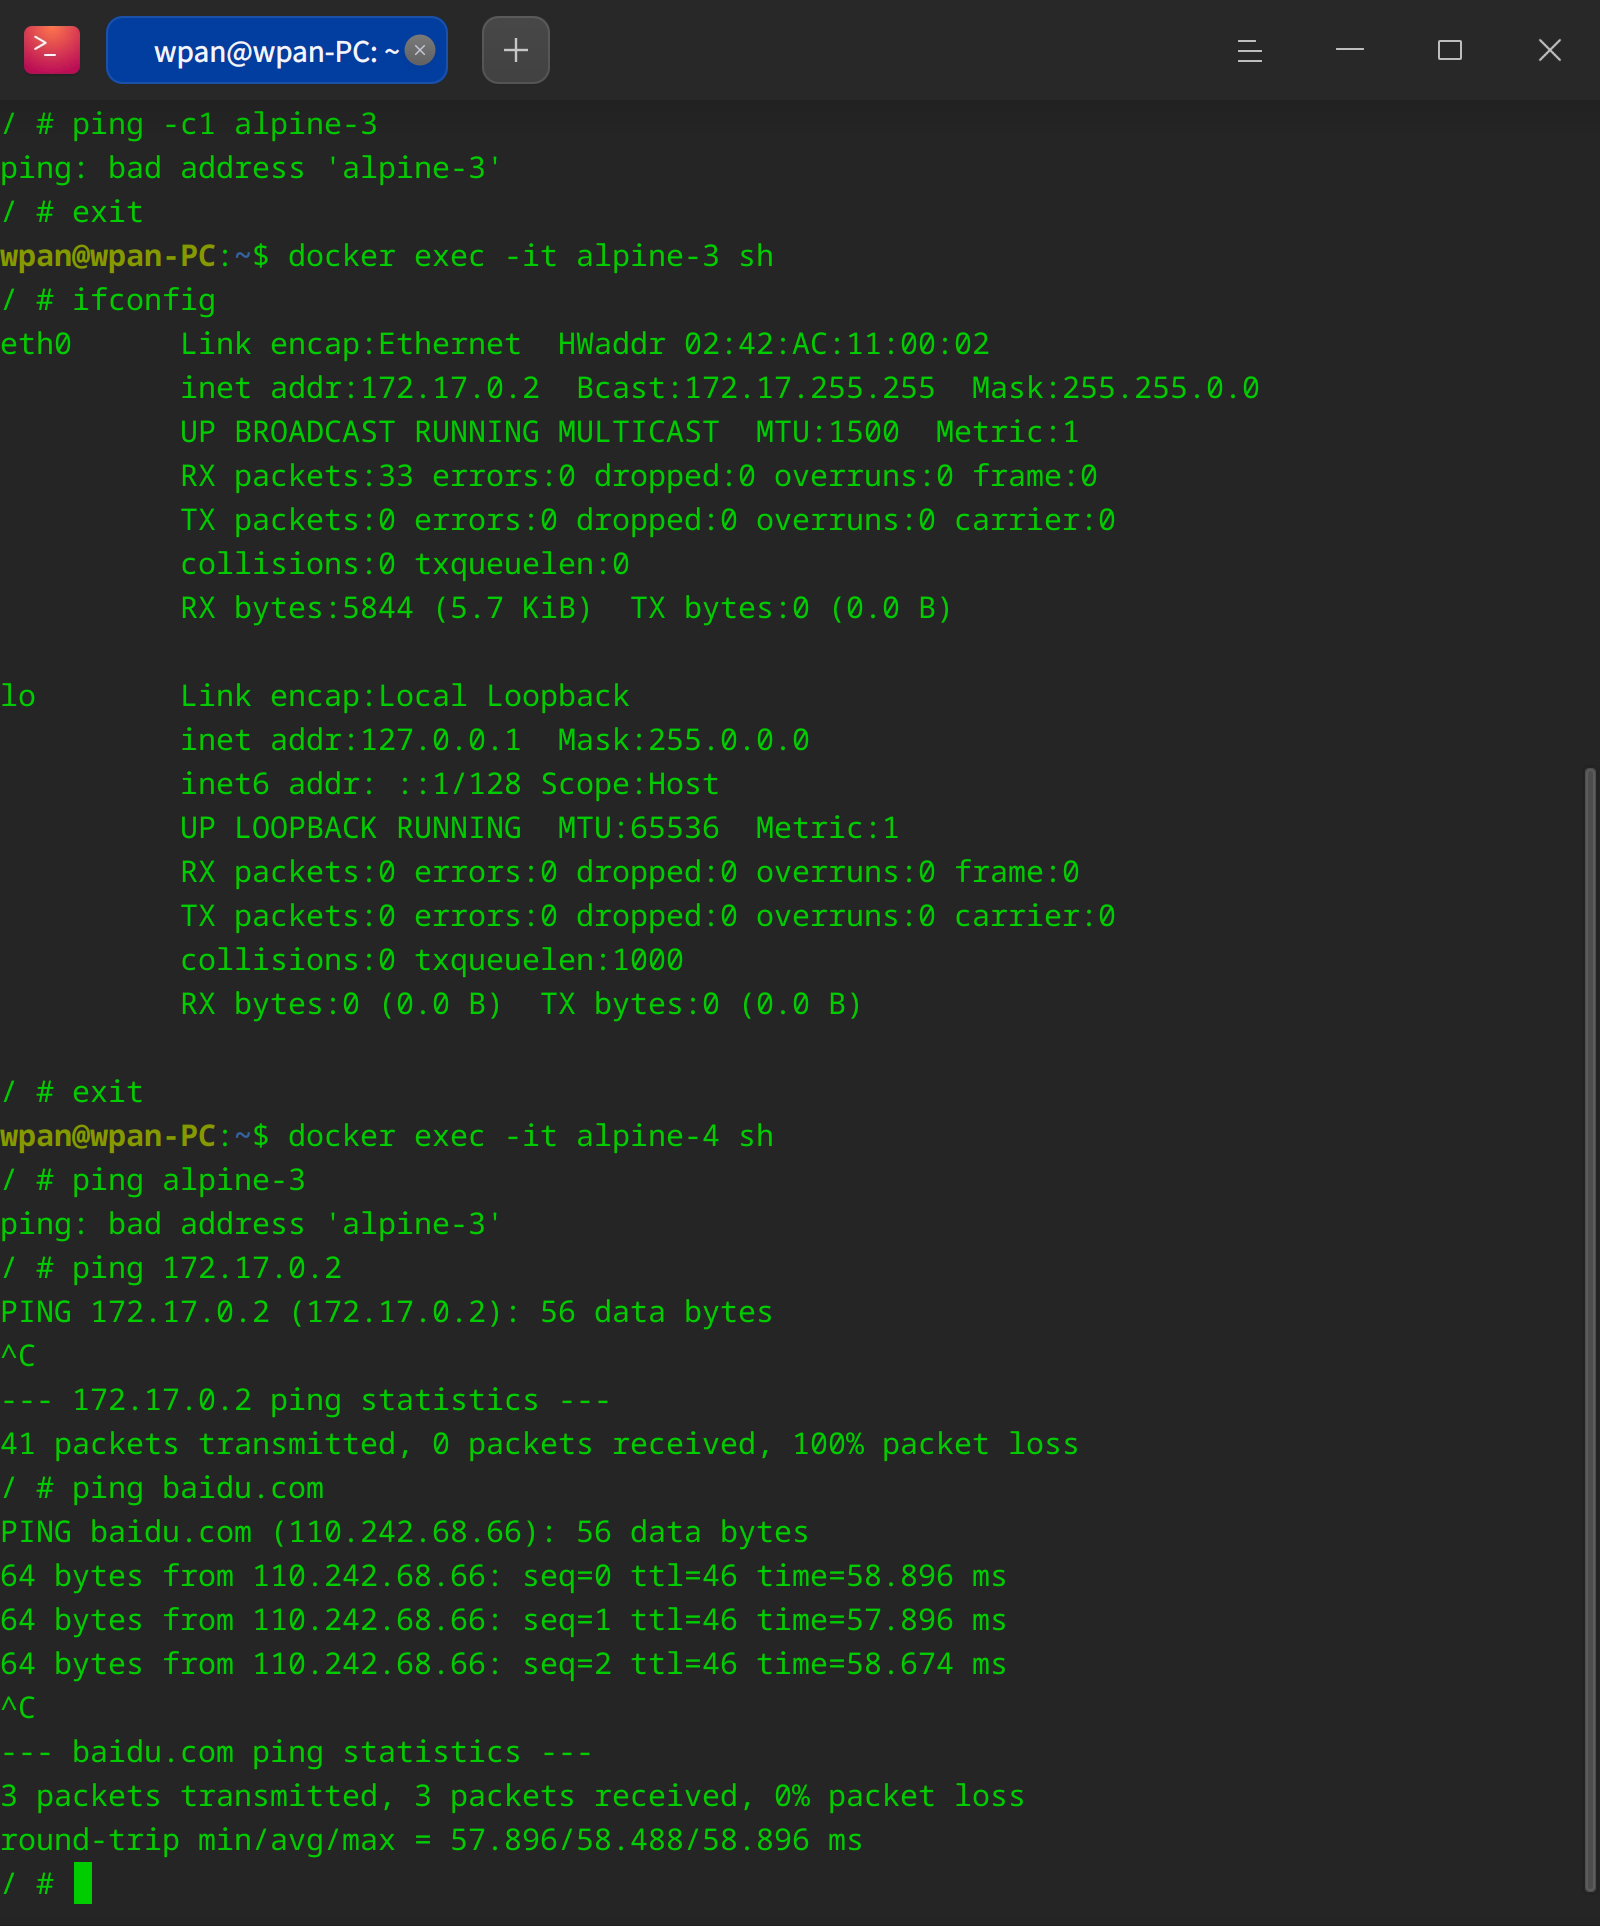 wpan@wpan-PC: ~
/ # ping -c1 alpine-3
ping: bad address 'alpine-3'
/ # exit
wpan@wpan-PC:~$ docker exec -it alpine-3 sh
/ # ifconfig
eth0      Link encap:Ethernet  HWaddr 02:42:AC:11:00:02
          inet addr:172.17.0.2  Bcast:172.17.255.255  Mask:255.255.0.0
          UP BROADCAST RUNNING MULTICAST  MTU:1500  Metric:1
          RX packets:33 errors:0 dropped:0 overruns:0 frame:0
          TX packets:0 errors:0 dropped:0 overruns:0 carrier:0
          collisions:0 txqueuelen:0
          RX bytes:5844 (5.7 KiB)  TX bytes:0 (0.0 B)

lo        Link encap:Local Loopback
          inet addr:127.0.0.1  Mask:255.0.0.0
          inet6 addr: ::1/128 Scope:Host
          UP LOOPBACK RUNNING  MTU:65536  Metric:1
          RX packets:0 errors:0 dropped:0 overruns:0 frame:0
          TX packets:0 errors:0 dropped:0 overruns:0 carrier:0
          collisions:0 txqueuelen:1000
          RX bytes:0 (0.0 B)  TX bytes:0 (0.0 B)

/ # exit
wpan@wpan-PC:~$ docker exec -it alpine-4 sh
/ # ping alpine-3
ping: bad address 'alpine-3'
/ # ping 172.17.0.2
PING 172.17.0.2 (172.17.0.2): 56 data bytes
^C
--- 172.17.0.2 ping statistics ---
41 packets transmitted, 0 packets received, 100% packet loss
/ # ping baidu.com
PING baidu.com (110.242.68.66): 56 data bytes
64 bytes from 110.242.68.66: seq=0 ttl=46 time=58.896 ms
64 bytes from 110.242.68.66: seq=1 ttl=46 time=57.896 ms
64 bytes from 110.242.68.66: seq=2 ttl=46 time=58.674 ms
^C
--- baidu.com ping statistics ---
3 packets transmitted, 3 packets received, 0% packet loss
round-trip min/avg/max = 57.896/58.488/58.896 ms
/ #